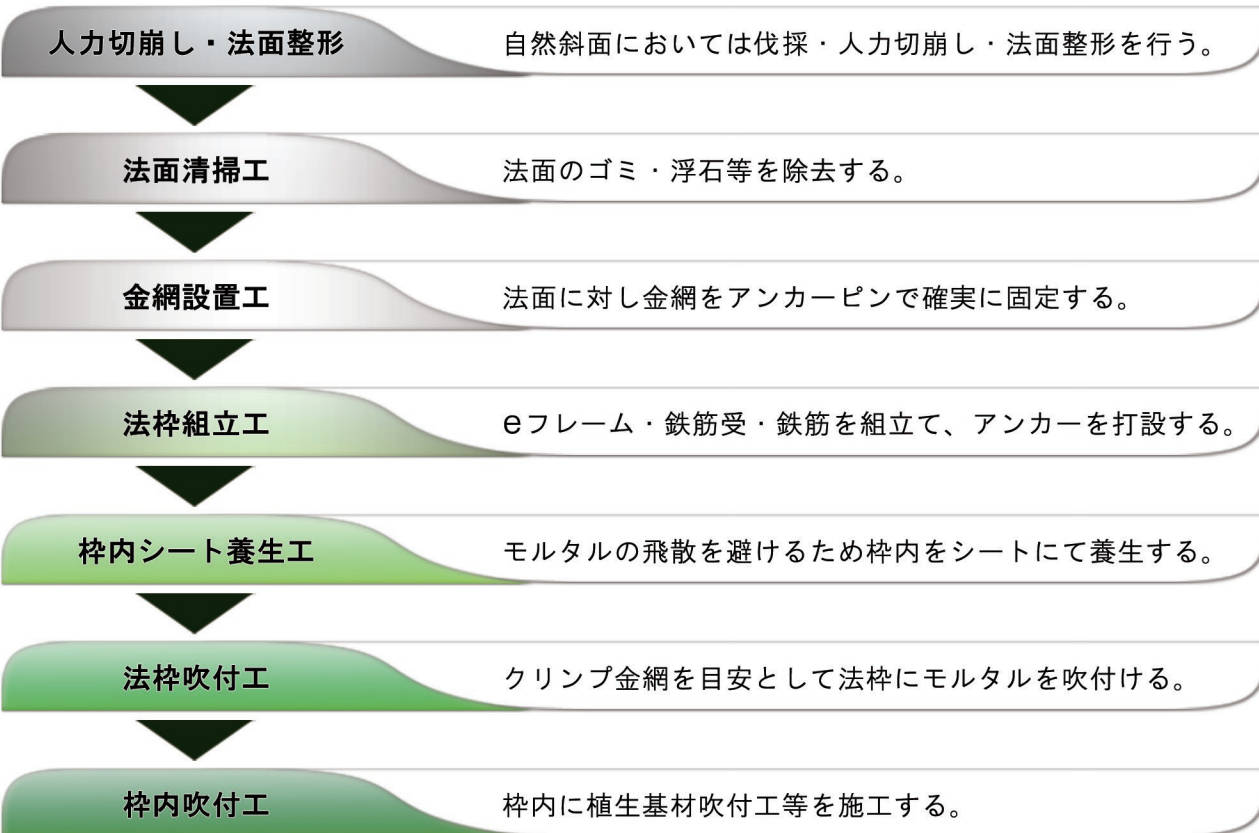 人力切崩し・法面整形
自然斜面においては伐採・人力切崩し・法面整形を行う。
法面清掃工
法面のゴミ・浮石等を除去する。
金網設置工
法面に対し金網をアンカーピンで確実に固定する。
法枠組立工
eフレーム・鉄筋受・鉄筋を組立て、アンカーを打設する。
枠内シート養生工
モルタルの飛散を避けるため枠内をシートにて養生する。
法枠吹付工
クリンプ金網を目安として法枠にモルタルを吹付ける。
枠内吹付工
枠内に植生基材吹付工等を施工する。